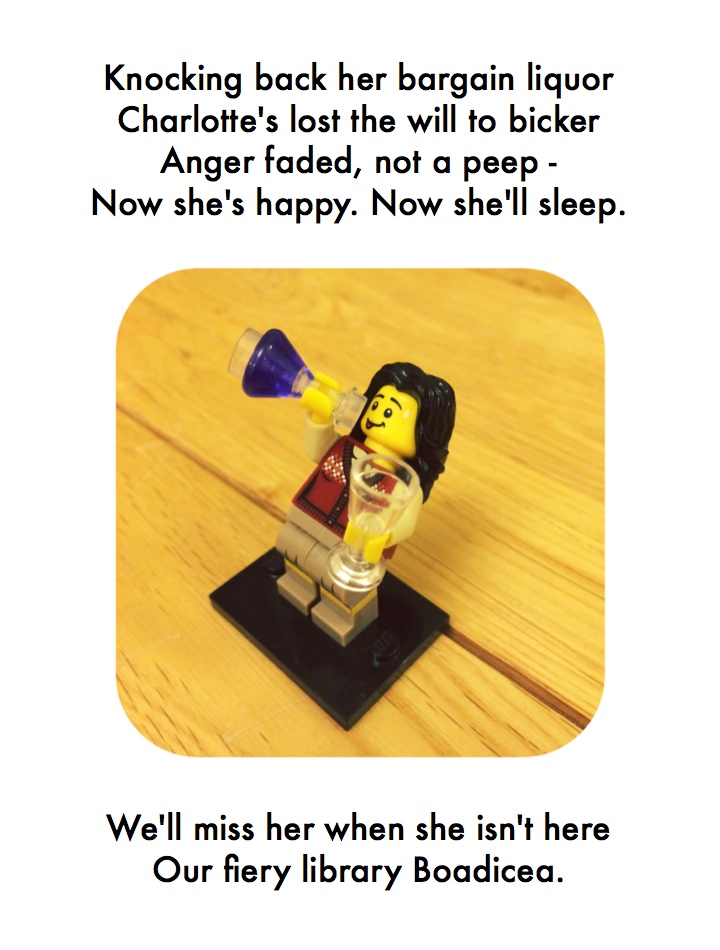 Knocking back her bargain liquor
Charlotte's lost the will to bicker
Anger faded, not a peep -
Now she's happy. Now she'll sleep.
We'll miss her when she isn't here
Our fiery library Boadicea.